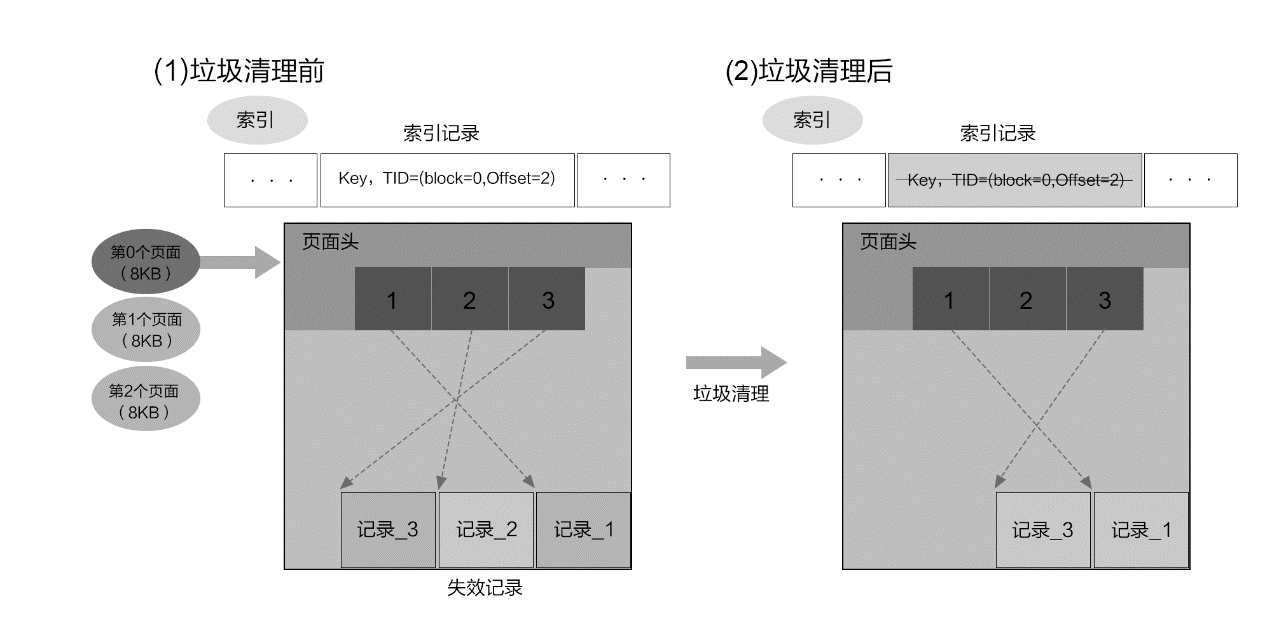 (1)垃圾清理前
索引
索引记录
· · ·
Key，TID=(block=0,Offset=2)
· · ·
第0个页面
（8KB）
第1个页面
（8KB）
第2个页面
（8KB）
页面头
1
2
3
记录_3
记录_2
记录_1
失效记录
垃圾清理
(2)垃圾清理后
索引
索引记录
· · ·
Key，TID=(block=0,Offset=2)
· · ·
页面头
1
2
3
记录_3
记录_1